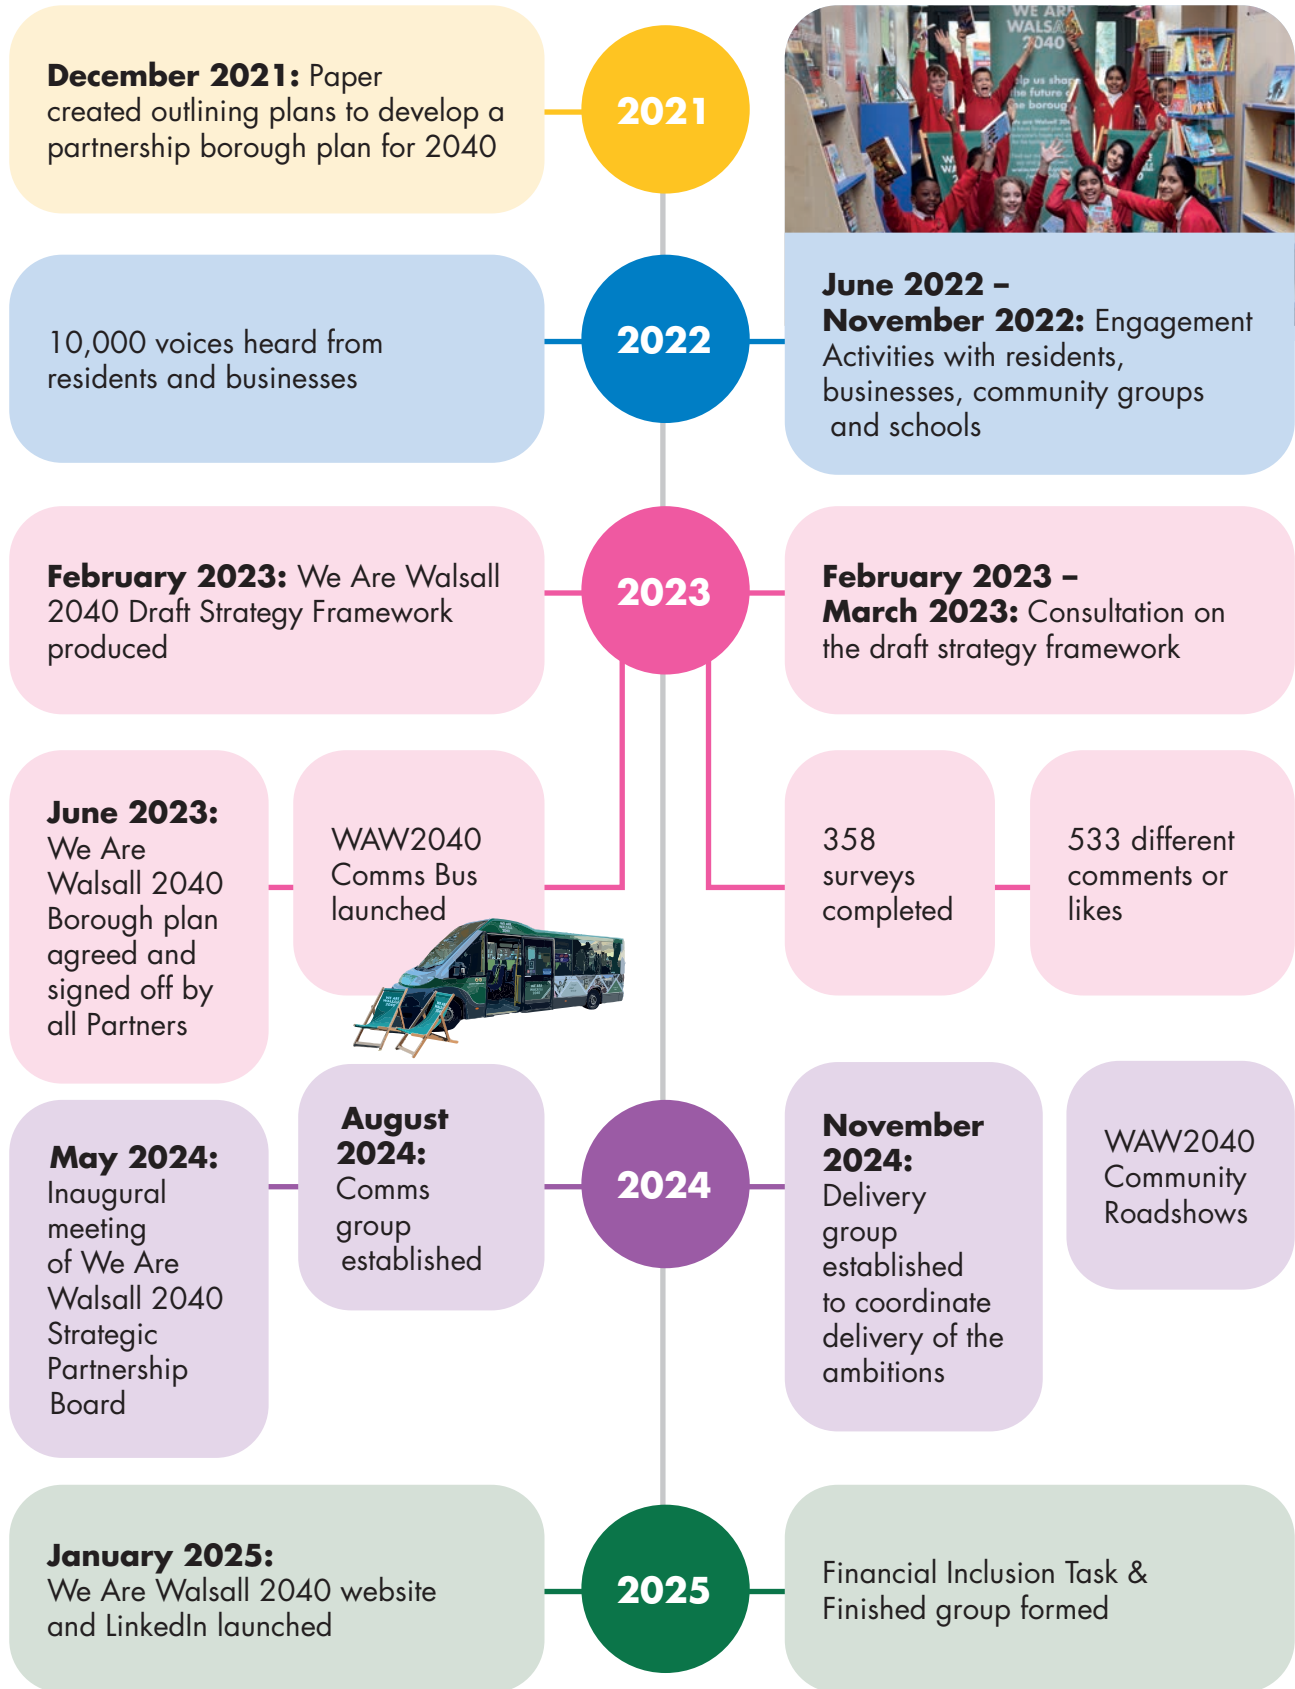 December 2021: Paper
created outlining plans to develop a
partnership borough plan for 2040
2021
WE ARE
WALSALL
2040
10,000 voices heard from
residents and businesses
2022
June 2022 –
November 2022: Engagement
Activities with residents,
businesses, community groups
and schools
February 2023: We Are Walsall
2040 Draft Strategy Framework
produced
2023
February 2023 –
March 2023: Consultation on
the draft strategy framework
June 2023:
We Are
Walsall 2040
Borough plan
agreed and
signed off by
all Partners
WAW2040
Comms Bus
launched
358
surveys
completed
533 different
comments or
likes
May 2024:
Inaugural
meeting
of We Are
Walsall 2040
Strategic
Partnership
Board
August
2024:
Comms
group
established
2024
November
2024:
Delivery
group
established
to coordinate
delivery of the
ambitions
WAW2040
Community
Roadshows
January 2025:
We Are Walsall 2040 website
and LinkedIn launched
2025
Financial Inclusion Task &
Finished group formed